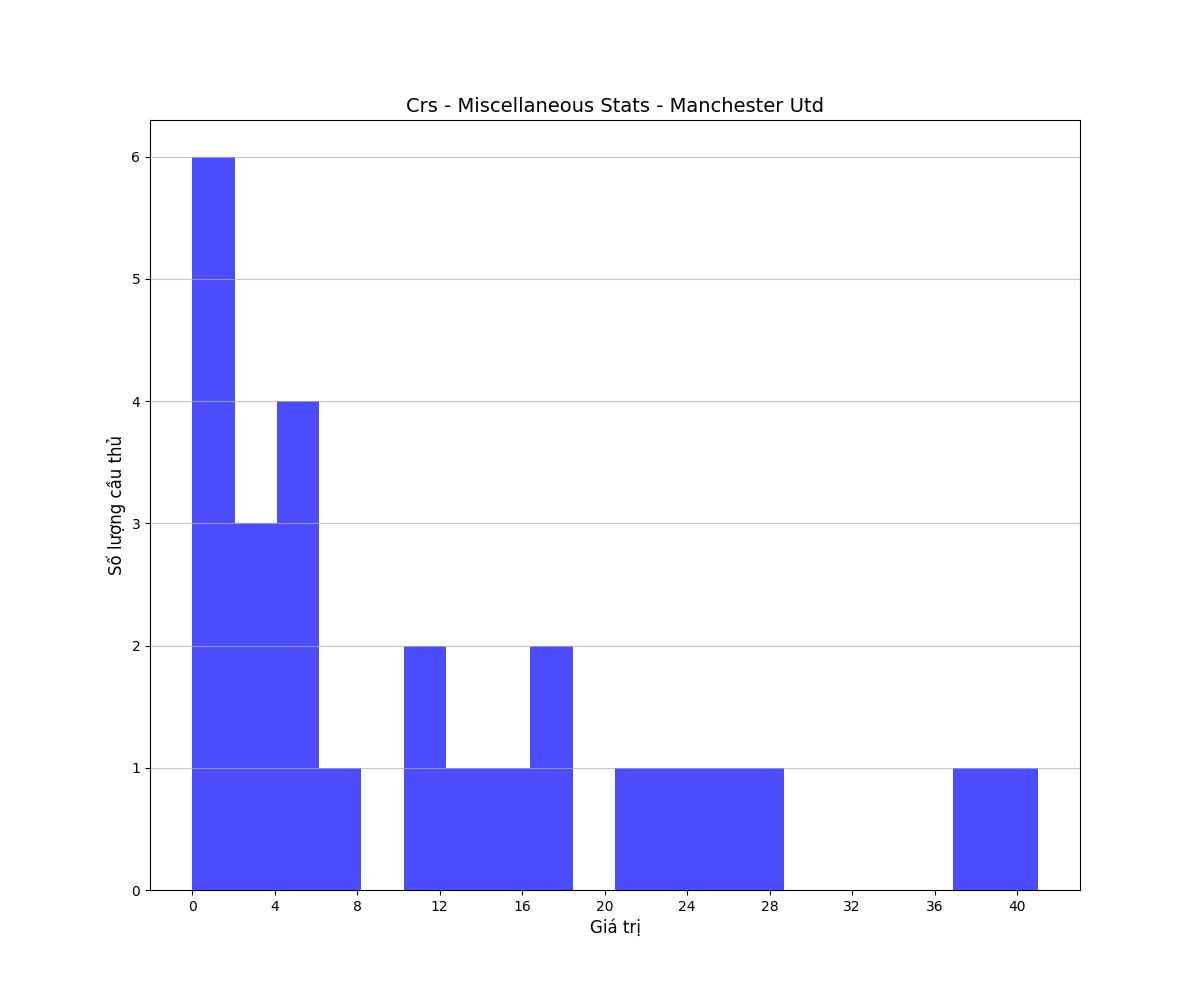 Crs - Miscellaneous Stats - Manchester Utd
Số lượng cầu thủ
6
5
4
3
2
1
0
0 4 8 12 16 20 24 28 32 36 40
Giá trị